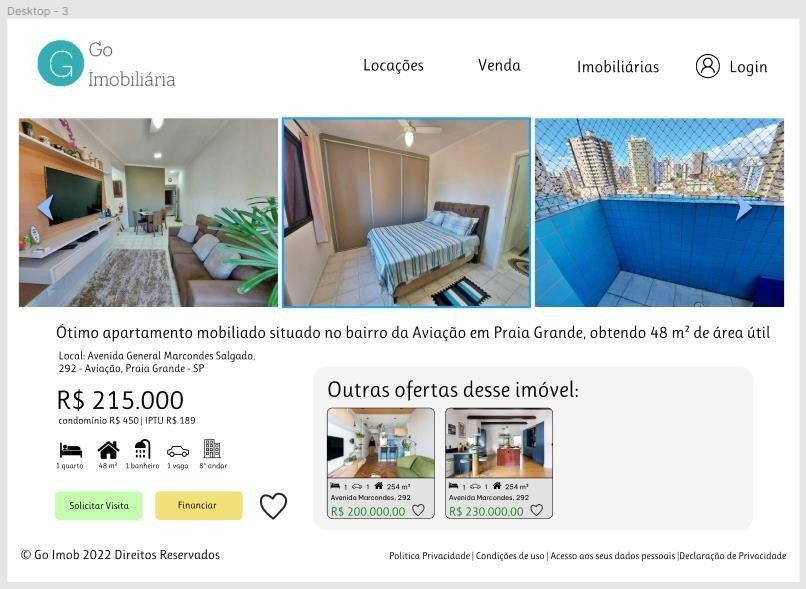 Desktop - 3
G
Go
Imobiliária
Locações
Venda
Imobiliárias
Login
Ótimo apartamento mobiliado situado no bairro da Aviação em Praia Grande, obtendo 48 m² de área útil
Local: Avenida General Marcondes Salgado,
292 - Aviação, Praia Grande - SP
R$ 215.000
condomínio R$ 450 | IPTU R$ 189
1 quarto
48 m²
1 banheiro
1 vaga
8° andar
Solicitar Visita
Financiar
Outras ofertas desse imóvel:
1 1 254 m²
Avenida Marcondes, 292
R$ 200.000,00
1 1 254 m²
Avenida Marcondes, 292
R$ 230.000,00
© Go Imob 2022 Direitos Reservados
Politica Privacidade | Condições de uso | Acesso aos seus dados pessoais |Declaração de Privacidade